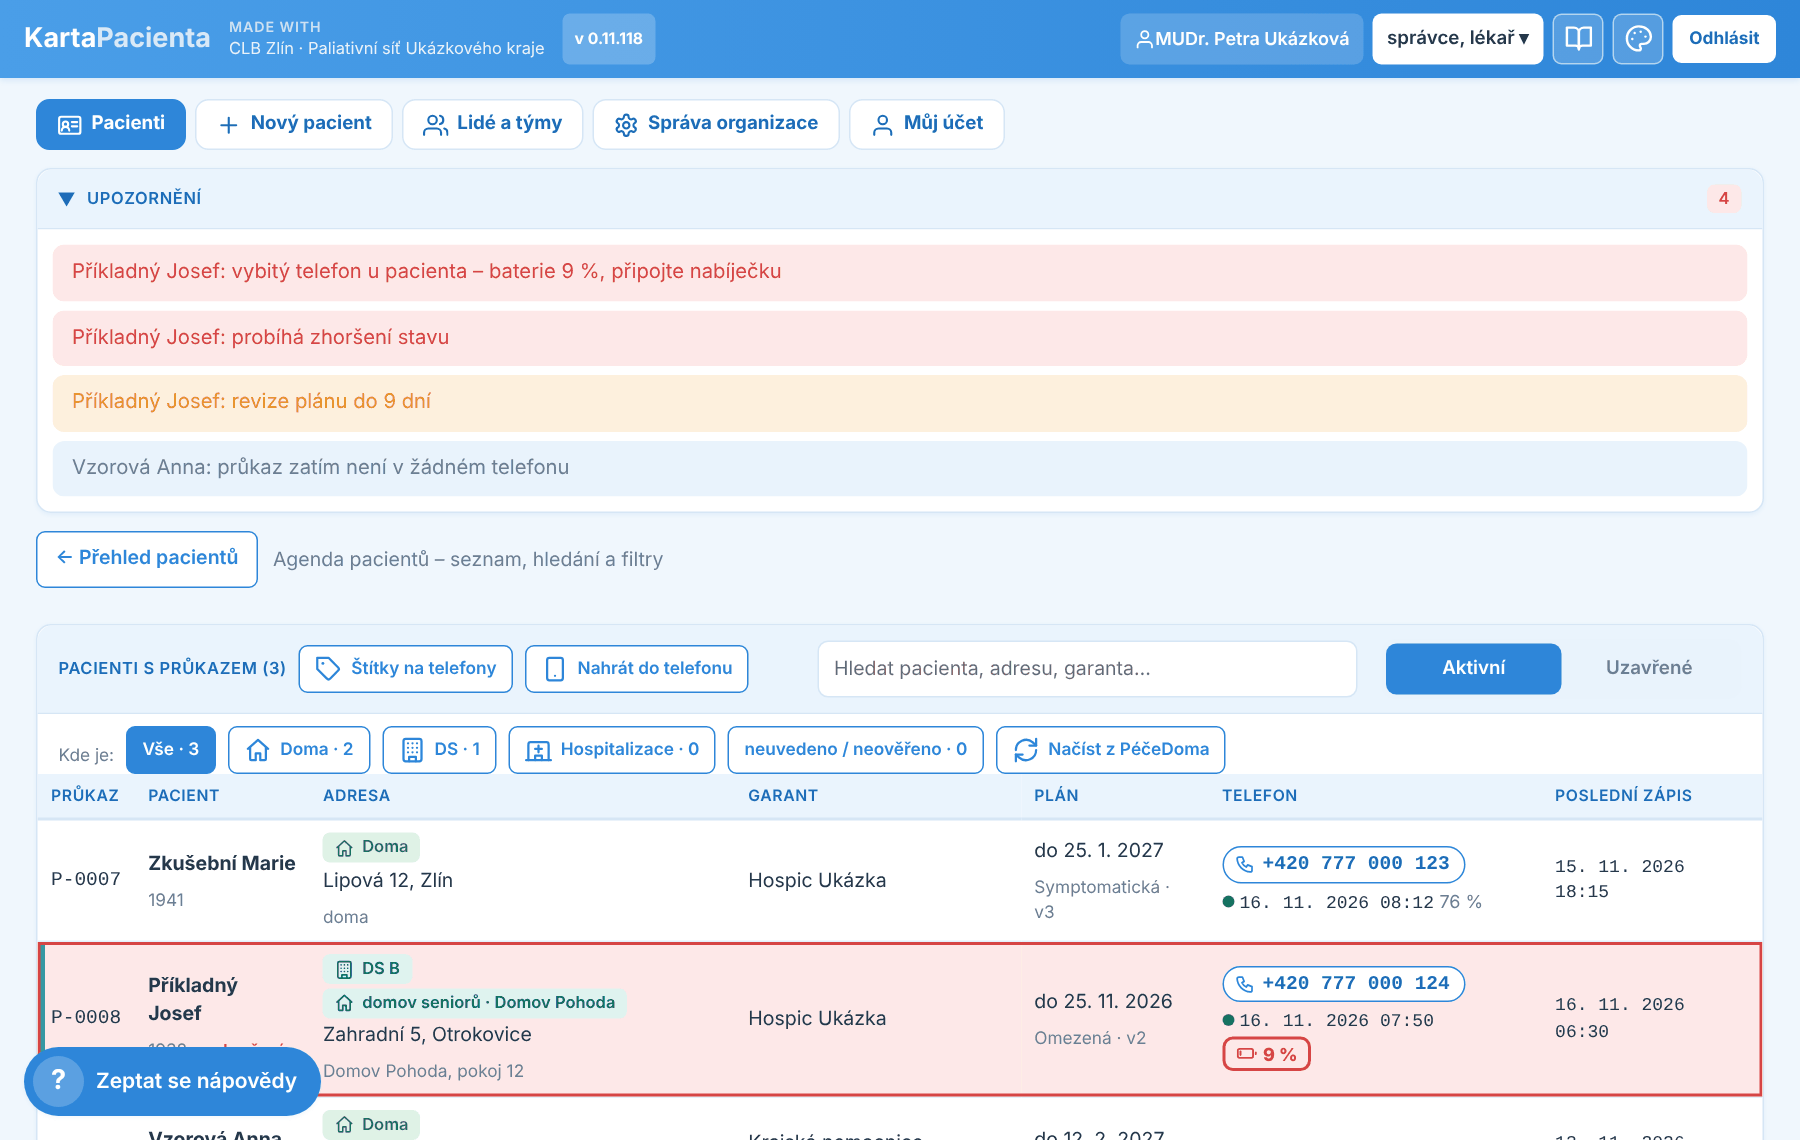 KartaPacienta
MADE WITH
CLB Zlín · Paliativní síť Ukázkového kraje
v 0.11.118
MUDr. Petra Ukázková
správce, lékař ▾
Odhlásit
Pacienti
Nový pacient
Lidé a týmy
Správa organizace
Můj účet
▼ UPOZORNĚNÍ
4
Příkladný Josef: vybitý telefon u pacienta – baterie 9 %, připojte nabíječku
Příkladný Josef: probíhá zhoršení stavu
Příkladný Josef: revize plánu do 9 dní
Vzorová Anna: průkaz zatím není v žádném telefonu
← Přehled pacientů
Agenda pacientů – seznam, hledání a filtry
PACIENTI S PRŮKAZEM (3)
Štítky na telefony
Nahrát do telefonu
Hledat pacienta, adresu, garanta…
Aktivní
Uzavřené
Kde je:
Vše · 3
Doma · 2
DS · 1
Hospitalizace · 0
neuvedeno / neověřeno · 0
Načíst z PéčeDoma
PRŮKAZ
PACIENT
ADRESA
GARANT
PLÁN
TELEFON
POSLEDNÍ ZÁPIS
P-0007
Zkušební Marie
1941
Doma
Lipová 12, Zlín
doma
Hospic Ukázka
do 25. 1. 2027
Symptomatická ·
v3
+420 777 000 123
16. 11. 2026 08:12 76 %
15. 11. 2026
18:15
P-0008
Příkladný
Josef
DS B
domov seniorů · Domov Pohoda
Zahradní 5, Otrokovice
Domov Pohoda, pokoj 12
Hospic Ukázka
do 25. 11. 2026
Omezená · v2
+420 777 000 124
16. 11. 2026 07:50
9 %
16. 11. 2026
06:30
? Zeptat se nápovědy
Vzorová Anna
Doma
Krajská nemocnice
do 12. 2. 2027